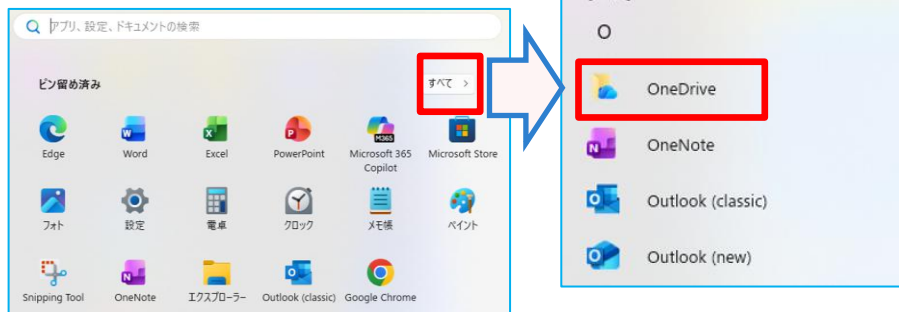 アプリ、設定、ドキュメントの検索
ピン留め済み
すべて >
Edge
Word
Excel
PowerPoint
Microsoft 365 Copilot
Microsoft Store
フォト
設定
電卓
クロック
メモ帳
ペイント
Snipping Tool
OneNote
エクスプローラー
Outlook (classic)
Google Chrome
O
OneDrive
OneNote
Outlook (classic)
Outlook (new)